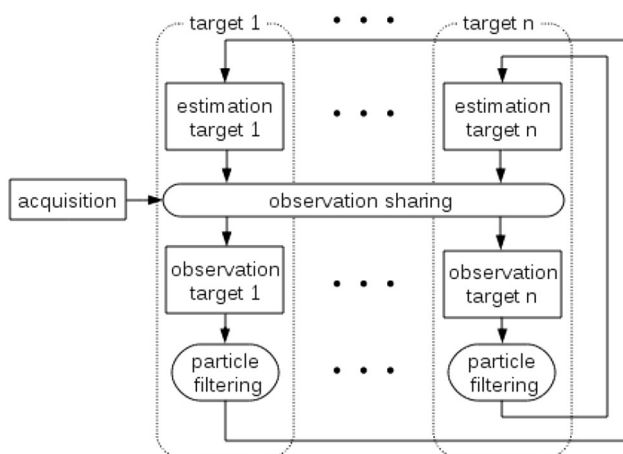 target 1
target n
estimation
target 1
estimation
target n
acquisition
observation sharing
observation
target 1
observation
target n
particle
filtering
particle
filtering